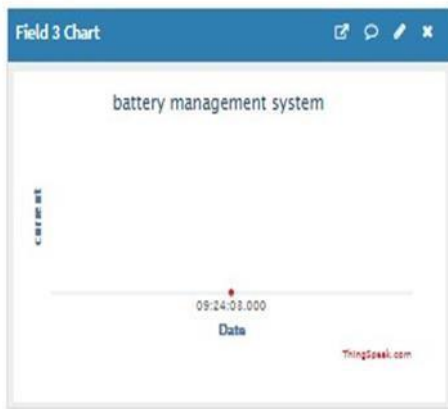 Field 3 Chart
battery management system
current
09:24:03.000
Date
ThingSpeak.com